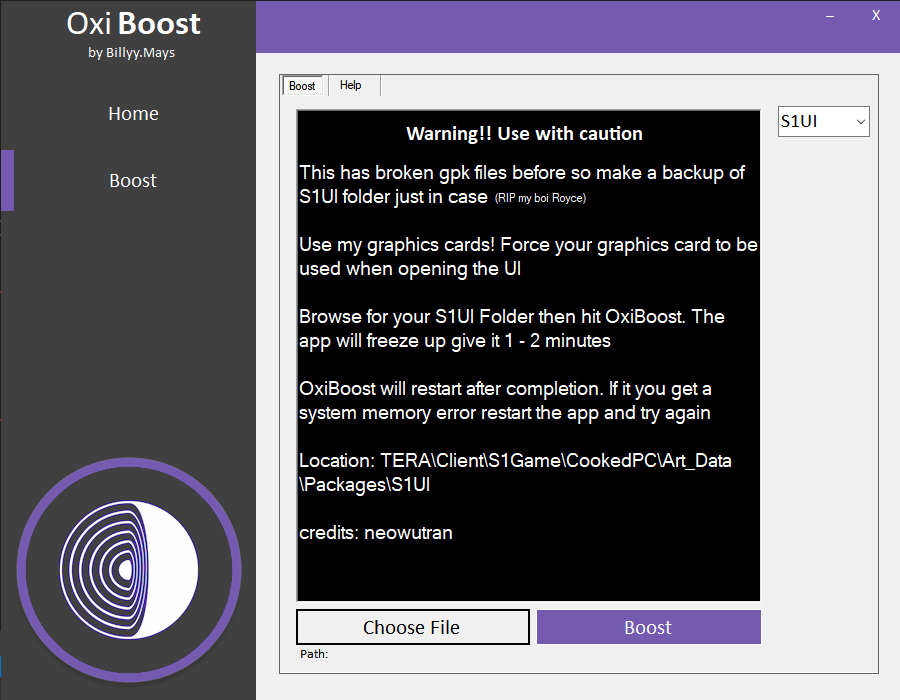 Oxi Boost
by Billyy.Mays
Home
Boost
X
Boost
Help
S1UI
Warning!! Use with caution
This has broken gpk files before so make a backup of
S1UI folder just in case (RIP my boi Royce)
Use my graphics cards! Force your graphics card to be
used when opening the UI
Browse for your S1UI Folder then hit OxiBoost. The
app will freeze up give it 1 - 2 minutes
OxiBoost will restart after completion. If it you get a
system memory error restart the app and try again
Location: TERA\Client\S1Game\CookedPC\Art_Data
\Packages\S1UI
credits: neowutran
Choose File
Boost
Path: